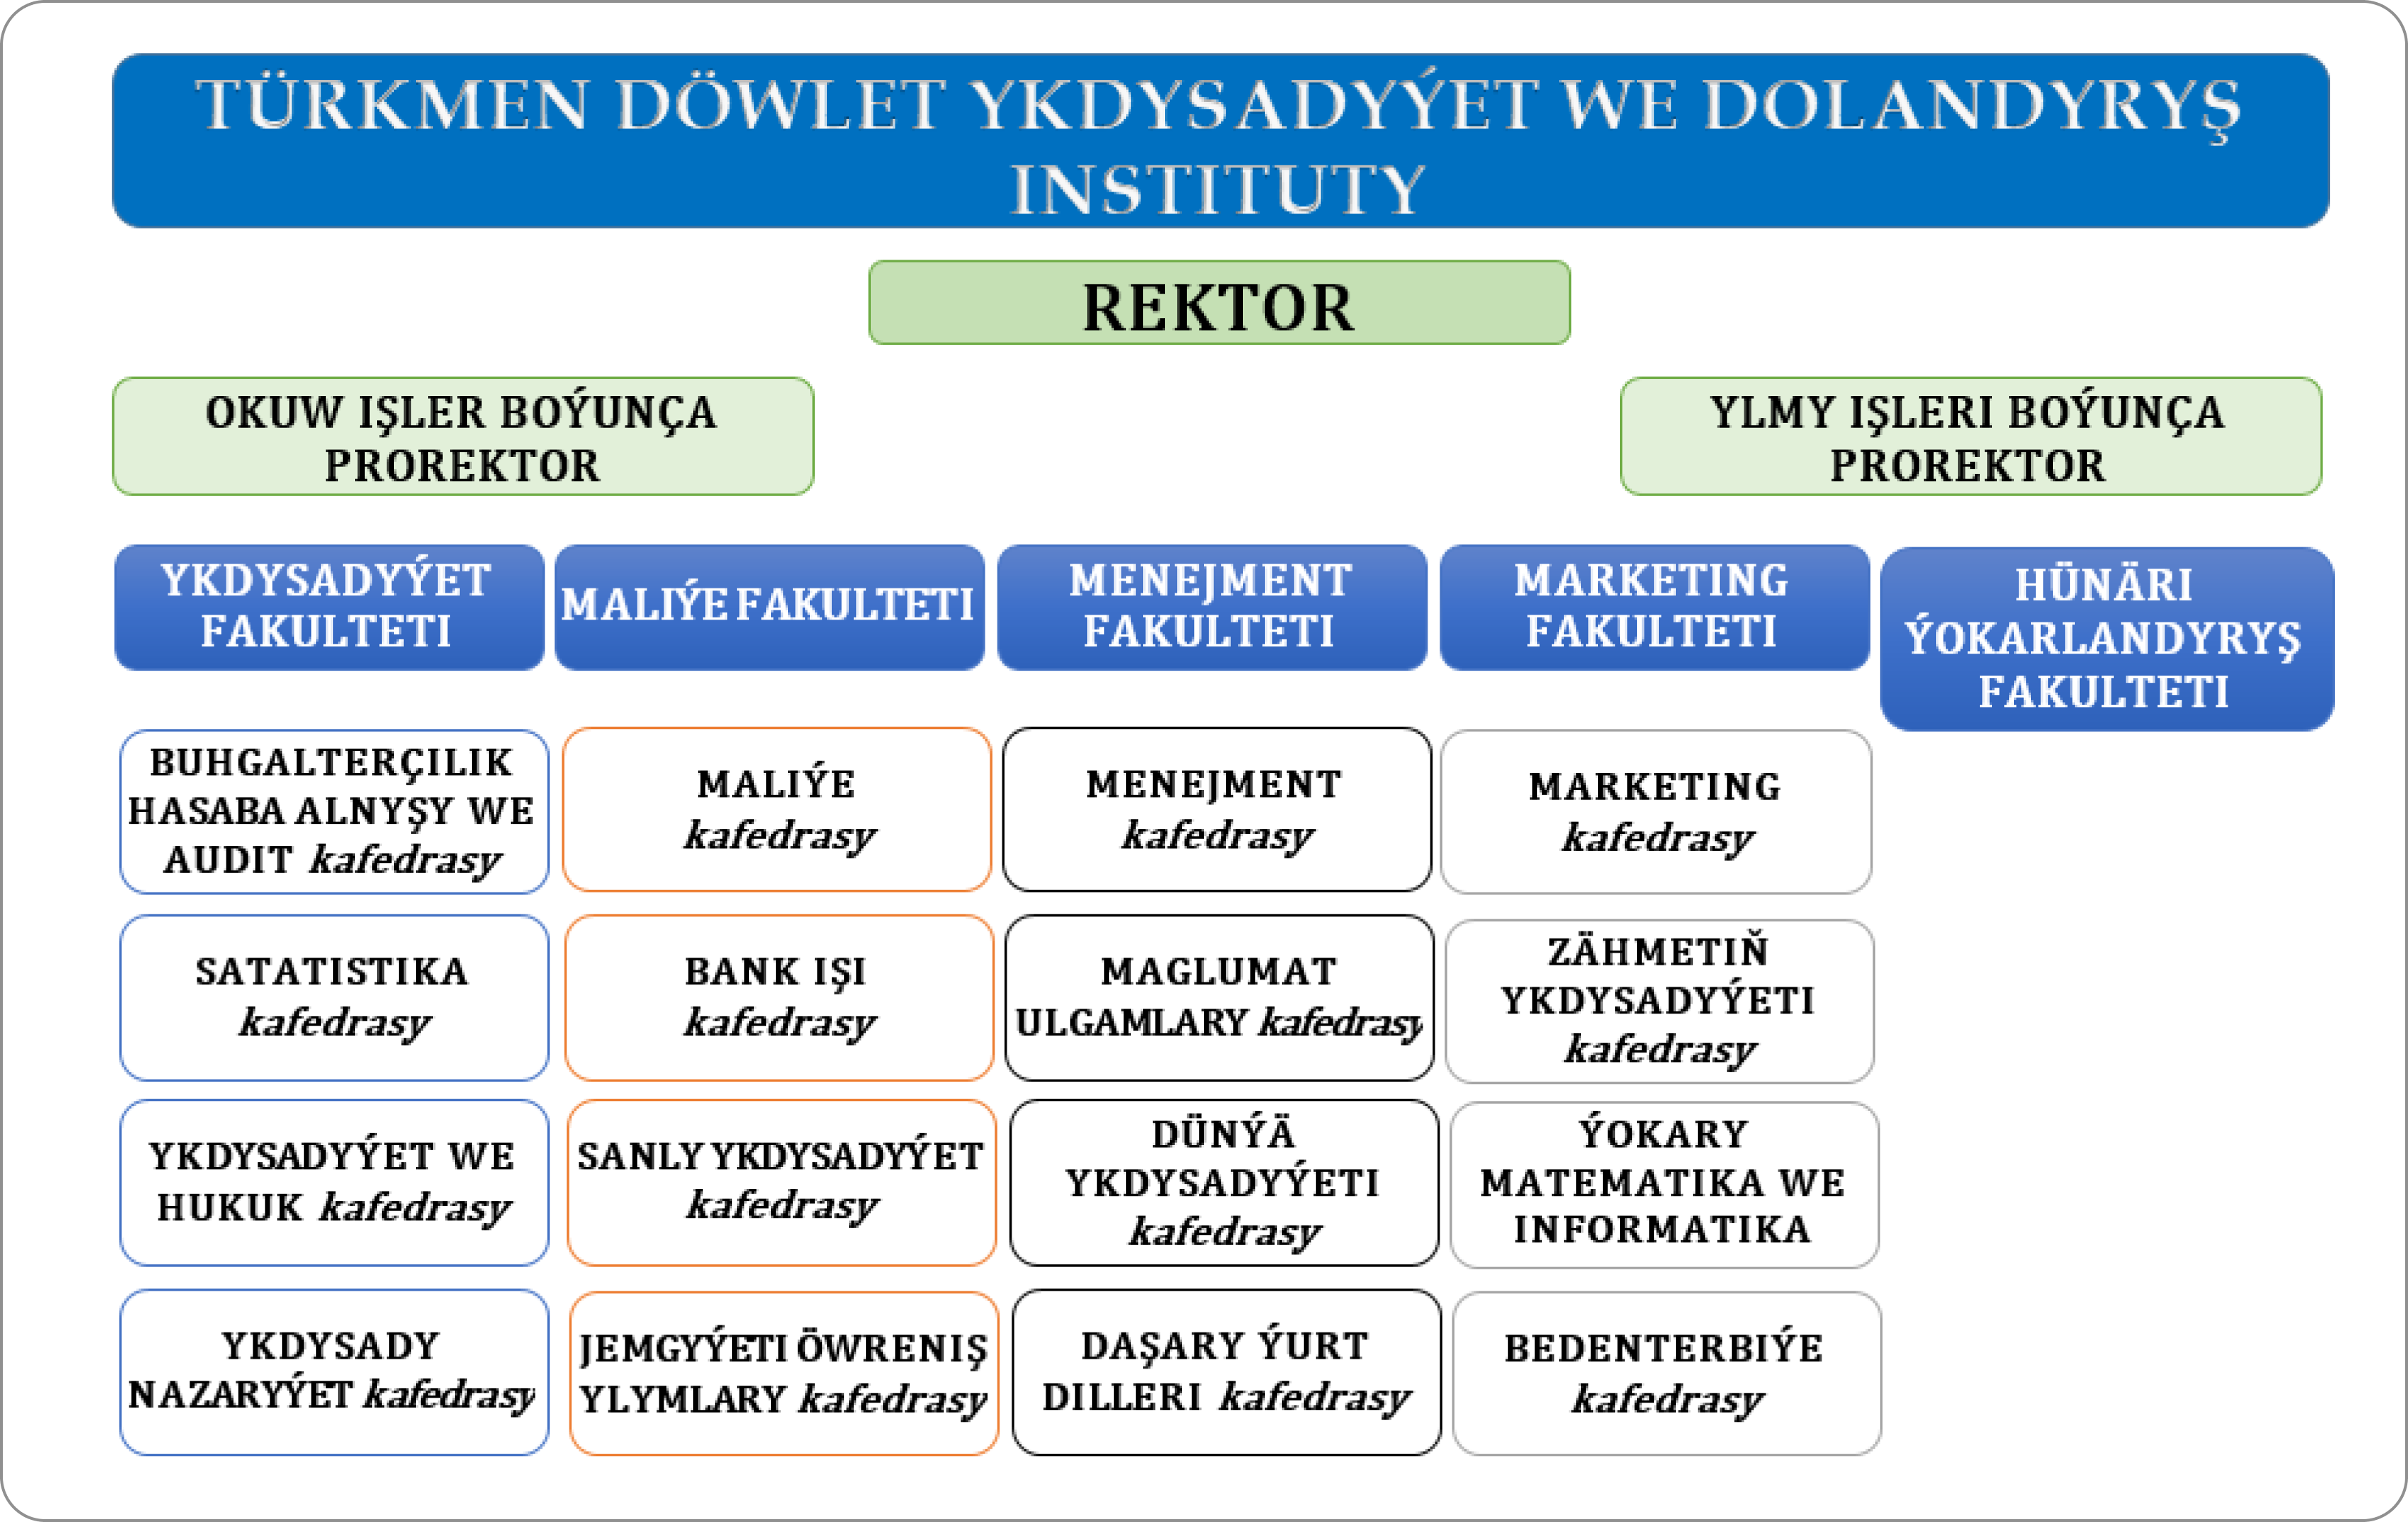 TÜRKMEN DÖWLET YKDYSADYÝET WE DOLANDYRYŞ
INSTITUTY
REKTOR
OKUW IŞLER BOÝUNÇA
PROREKTOR
YLMY IŞLERI BOÝUNÇA
PROREKTOR
YKDYSADYÝET
FAKULTETI
MALIÝE FAKULTETI
MENEJMENT
FAKULTETI
MARKETING
FAKULTETI
HÜNÄRI
ÝOKARLANDYRYŞ
FAKULTETI
BUHGALTERÇILIK
HASABA ALNYŞY WE
AUDIT kafedrasy
MALIÝE
kafedrasy
MENEJMENT
kafedrasy
MARKETING
kafedrasy
SATATISTIKA
kafedrasy
BANK IŞI
kafedrasy
MAGLUMAT
ULGAMLARY kafedrasy
ZÄHMETIŇ
YKDYSADYÝETI
kafedrasy
YKDYSADYÝET WE
HUKUK kafedrasy
SANLY YKDYSADYÝET
kafedrasy
DÜNÝÄ
YKDYSADYÝETI
kafedrasy
ÝOKARY
MATEMATIKA WE
INFORMATIKA
YKDYSADY
NAZARYÝET kafedrasy
JEMGYÝETI ÖWRENIŞ
YLYMLARY kafedrasy
DAŞARY ÝURT
DILLERI kafedrasy
BEDENTERBIÝE
kafedrasy